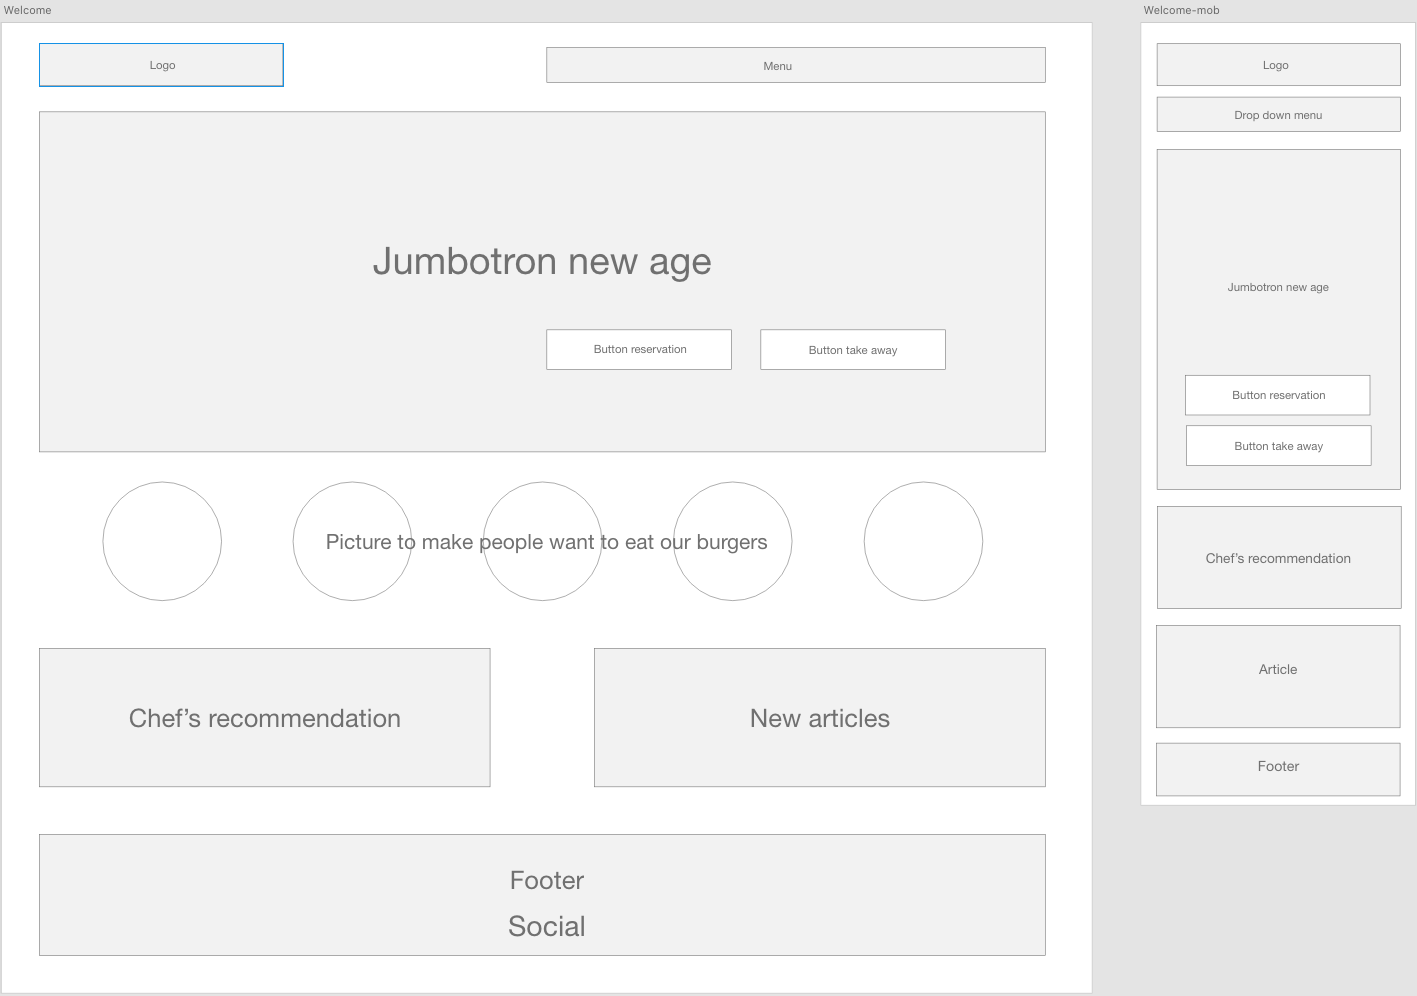 Welcome
Logo
Menu
Jumbotron new age
Button reservation
Button take away
Picture to make people want to eat our burgers
Chef’s recommendation
New articles
Footer
Social
Welcome-mob
Logo
Drop down menu
Jumbotron new age
Button reservation
Button take away
Chef’s recommendation
Article
Footer